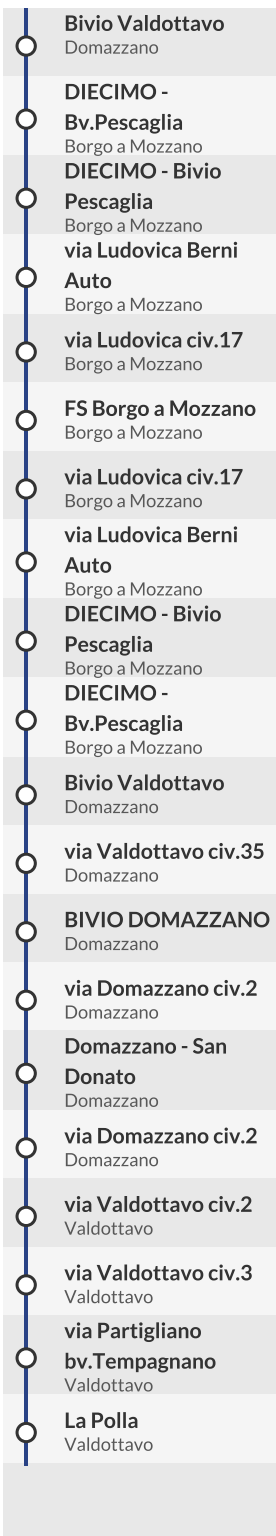 Bivio Valdottavo
Domazzano
DIECIMO -
Bv.Pescaglia
Borgo a Mozzano
DIECIMO - Bivio
Pescaglia
Borgo a Mozzano
via Ludovica Berni
Auto
Borgo a Mozzano
via Ludovica civ.17
Borgo a Mozzano
FS Borgo a Mozzano
Borgo a Mozzano
via Ludovica civ.17
Borgo a Mozzano
via Ludovica Berni
Auto
Borgo a Mozzano
DIECIMO - Bivio
Pescaglia
Borgo a Mozzano
DIECIMO -
Bv.Pescaglia
Borgo a Mozzano
Bivio Valdottavo
Domazzano
via Valdottavo civ.35
Domazzano
BIVIO DOMAZZANO
Domazzano
via Domazzano civ.2
Domazzano
Domazzano - San
Donato
Domazzano
via Domazzano civ.2
Domazzano
via Valdottavo civ.2
Valdottavo
via Valdottavo civ.3
Valdottavo
via Partigliano
bv.Tempagnano
Valdottavo
La Polla
Valdottavo